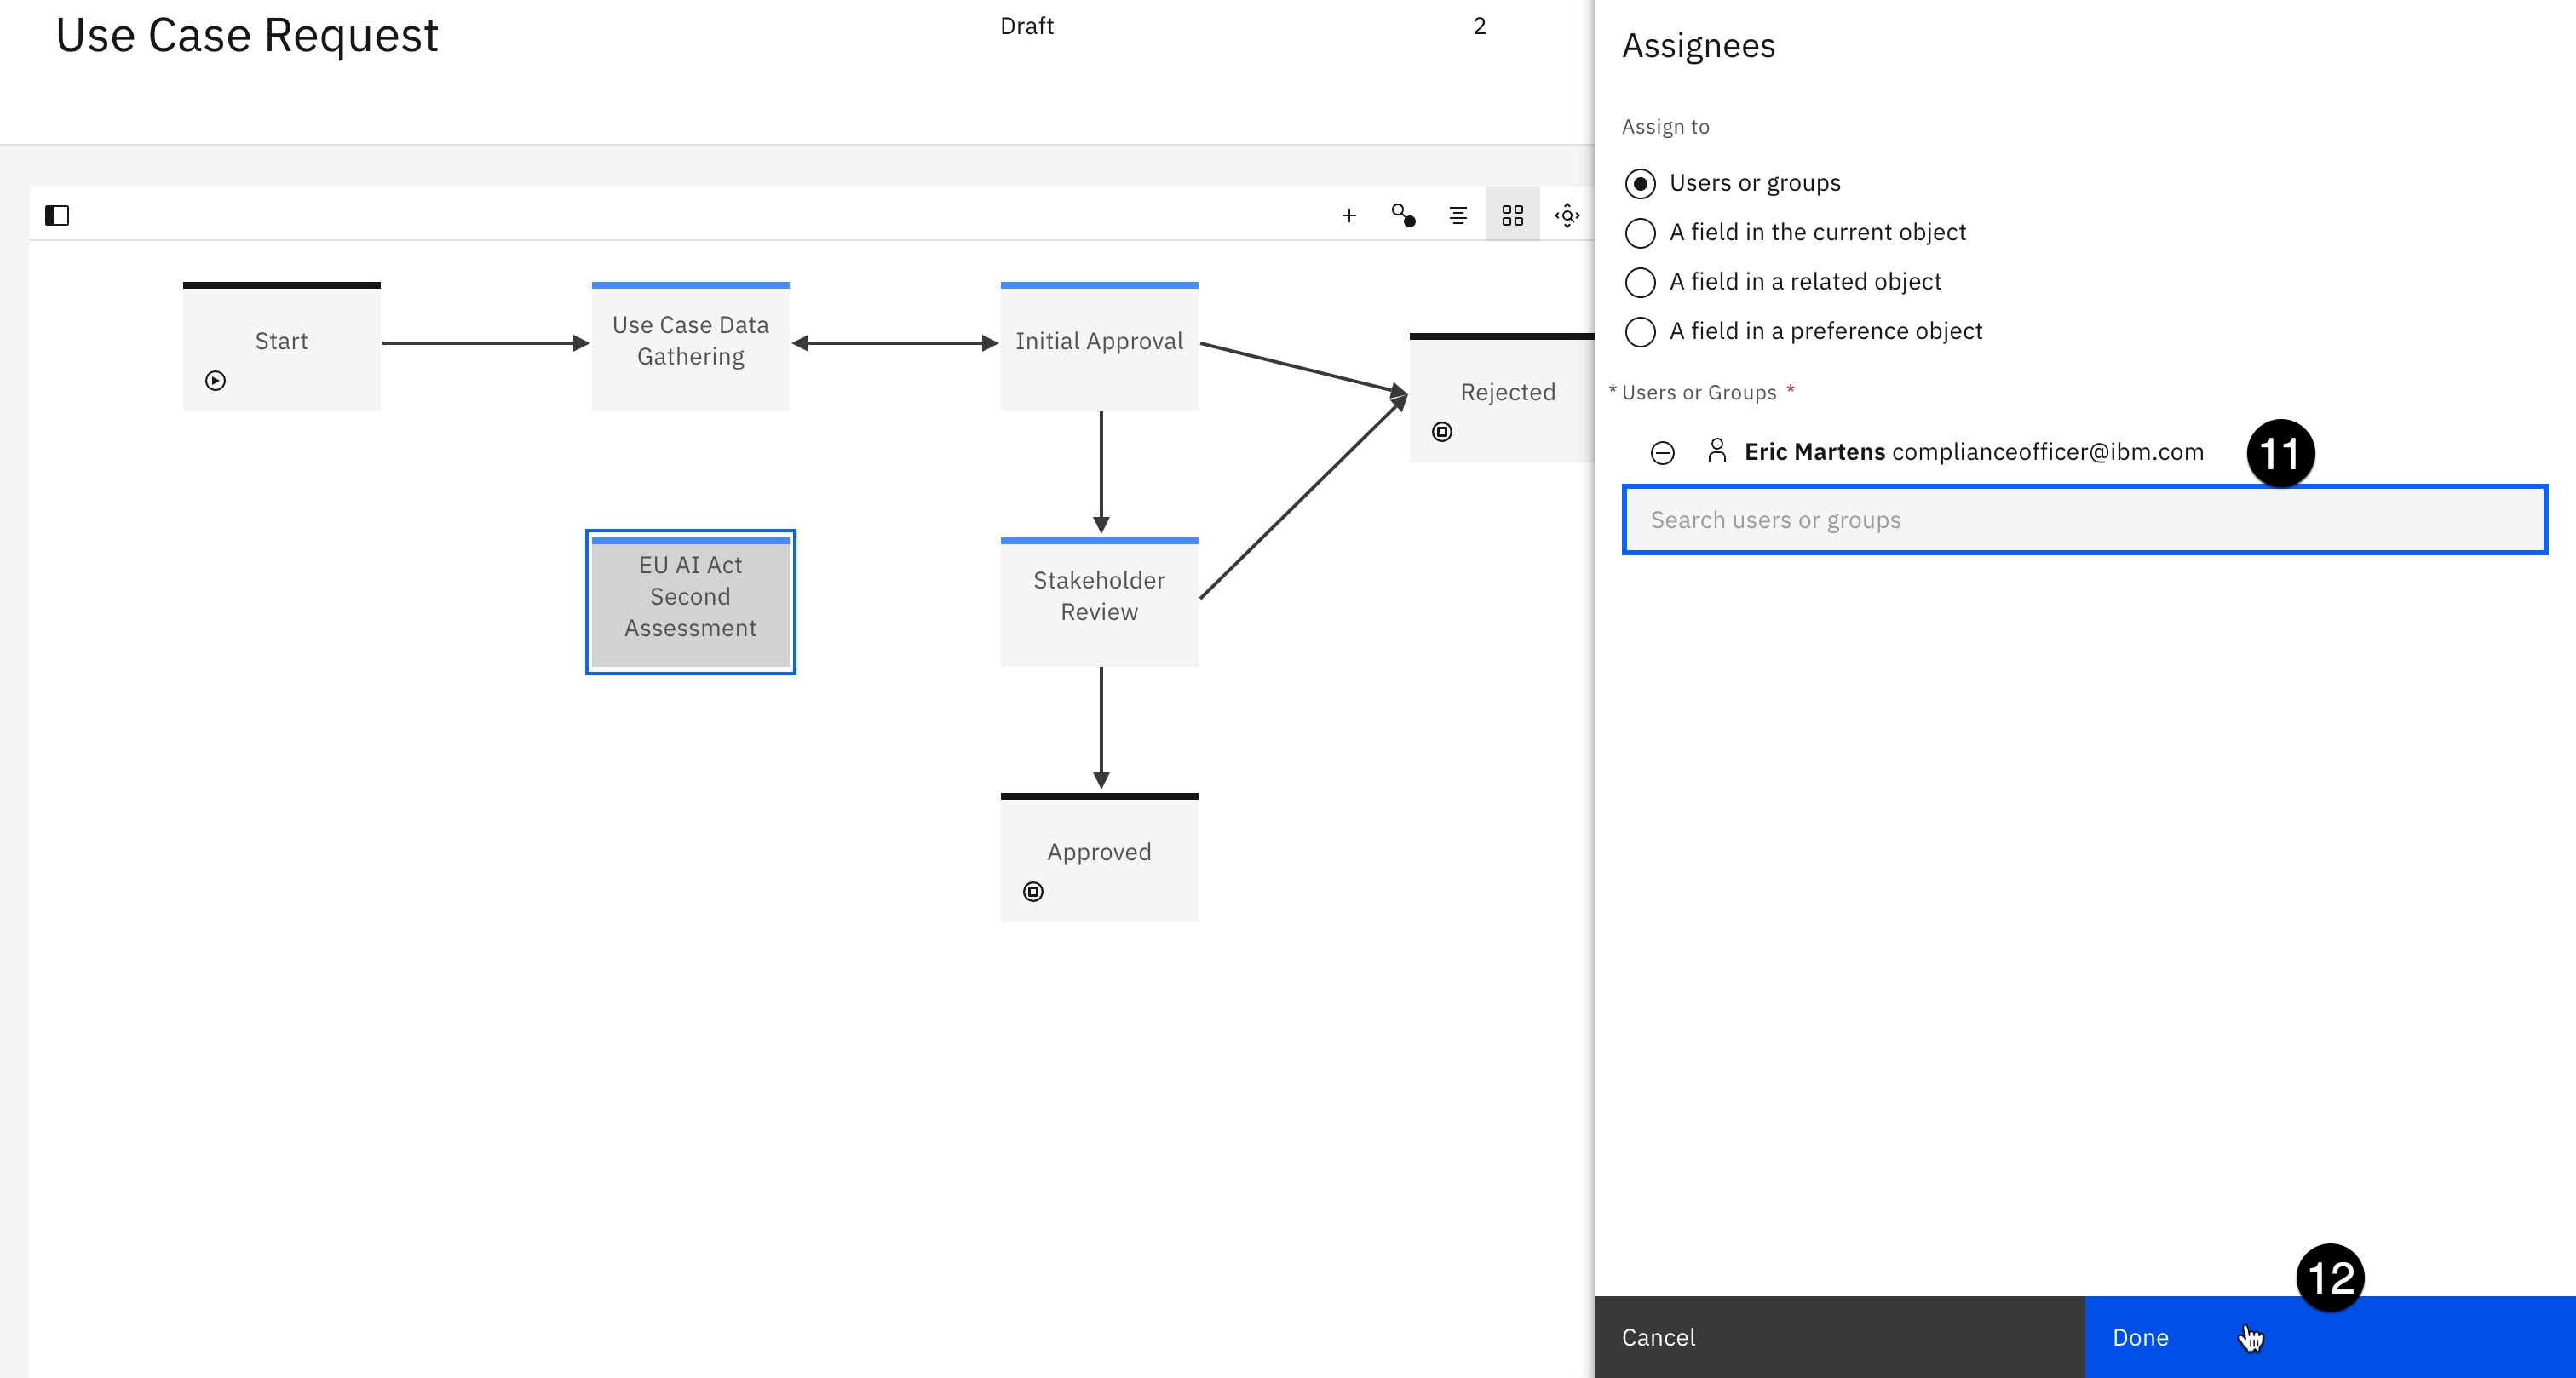 Use Case Request
Draft
2
Start
Use Case Data
Gathering
Initial Approval
Rejected
EU AI Act
Second
Assessment
Stakeholder
Review
Approved
Assignees
Assign to
Users or groups
A field in the current object
A field in a related object
A field in a preference object
* Users or Groups *
Eric Martens complianceofficer@ibm.com
11
Search users or groups
12
Cancel
Done